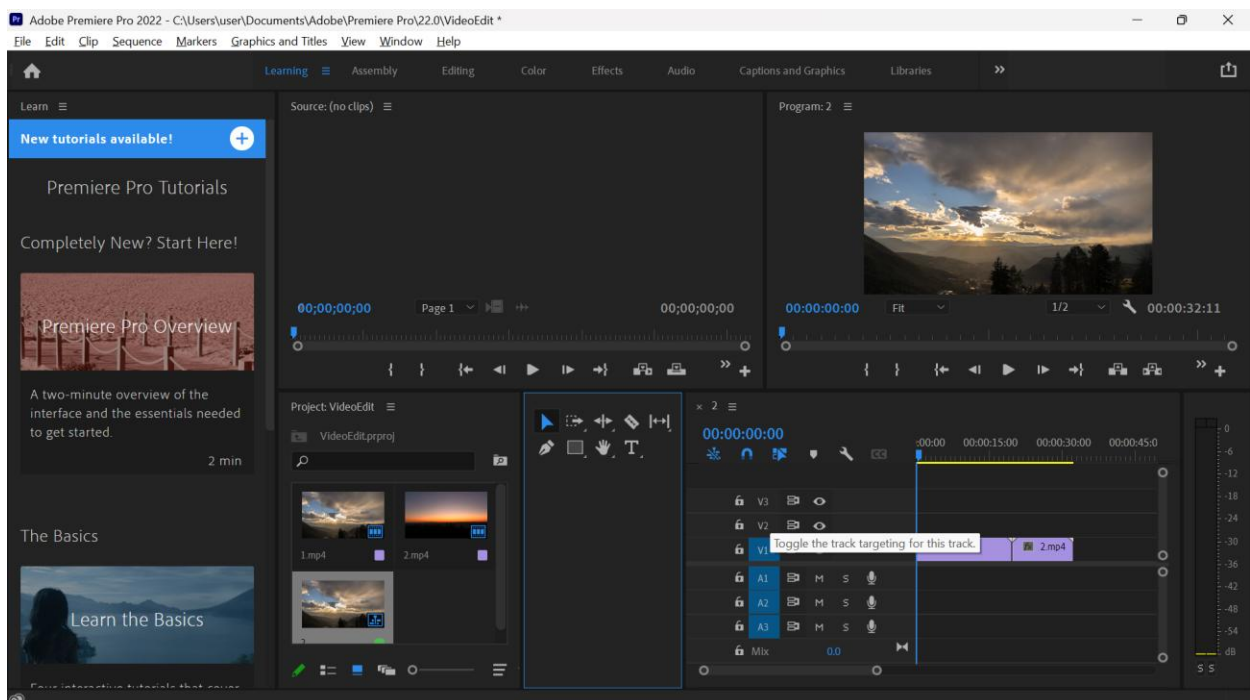 Pr Adobe Premiere Pro 2022 - C:\Users\user\Documents\Adobe\Premiere Pro\22.0\VideoEdit *
File Edit Clip Sequence Markers Graphics and Titles View Window Help
Learning Assembly Editing Color Effects Audio Captions and Graphics Libraries
Learn
New tutorials available!
Premiere Pro Tutorials
Completely New? Start Here!
Premiere Pro Overview
A two-minute overview of the
interface and the essentials needed
to get started.
2 min
The Basics
Learn the Basics
Source: (no clips)
00;00;00;00 Page 1 00;00;00;00
Program: 2
00:00:00:00 Fit 1/2 00:00:32:11
Project: VideoEdit
VideoEdit.prproj
1.mp4 2.mp4
T
2
00:00:00:00
:00:00 00:00:15:00 00:00:30:00 00:00:45:0
V3
V2
Toggle the track targeting for this track.
V1 2.mp4
A1 M S
A2 M S
A3 M S
Mix 0.0
0
-6
-12
-18
-24
-30
-36
-42
-48
-54
dB
S S